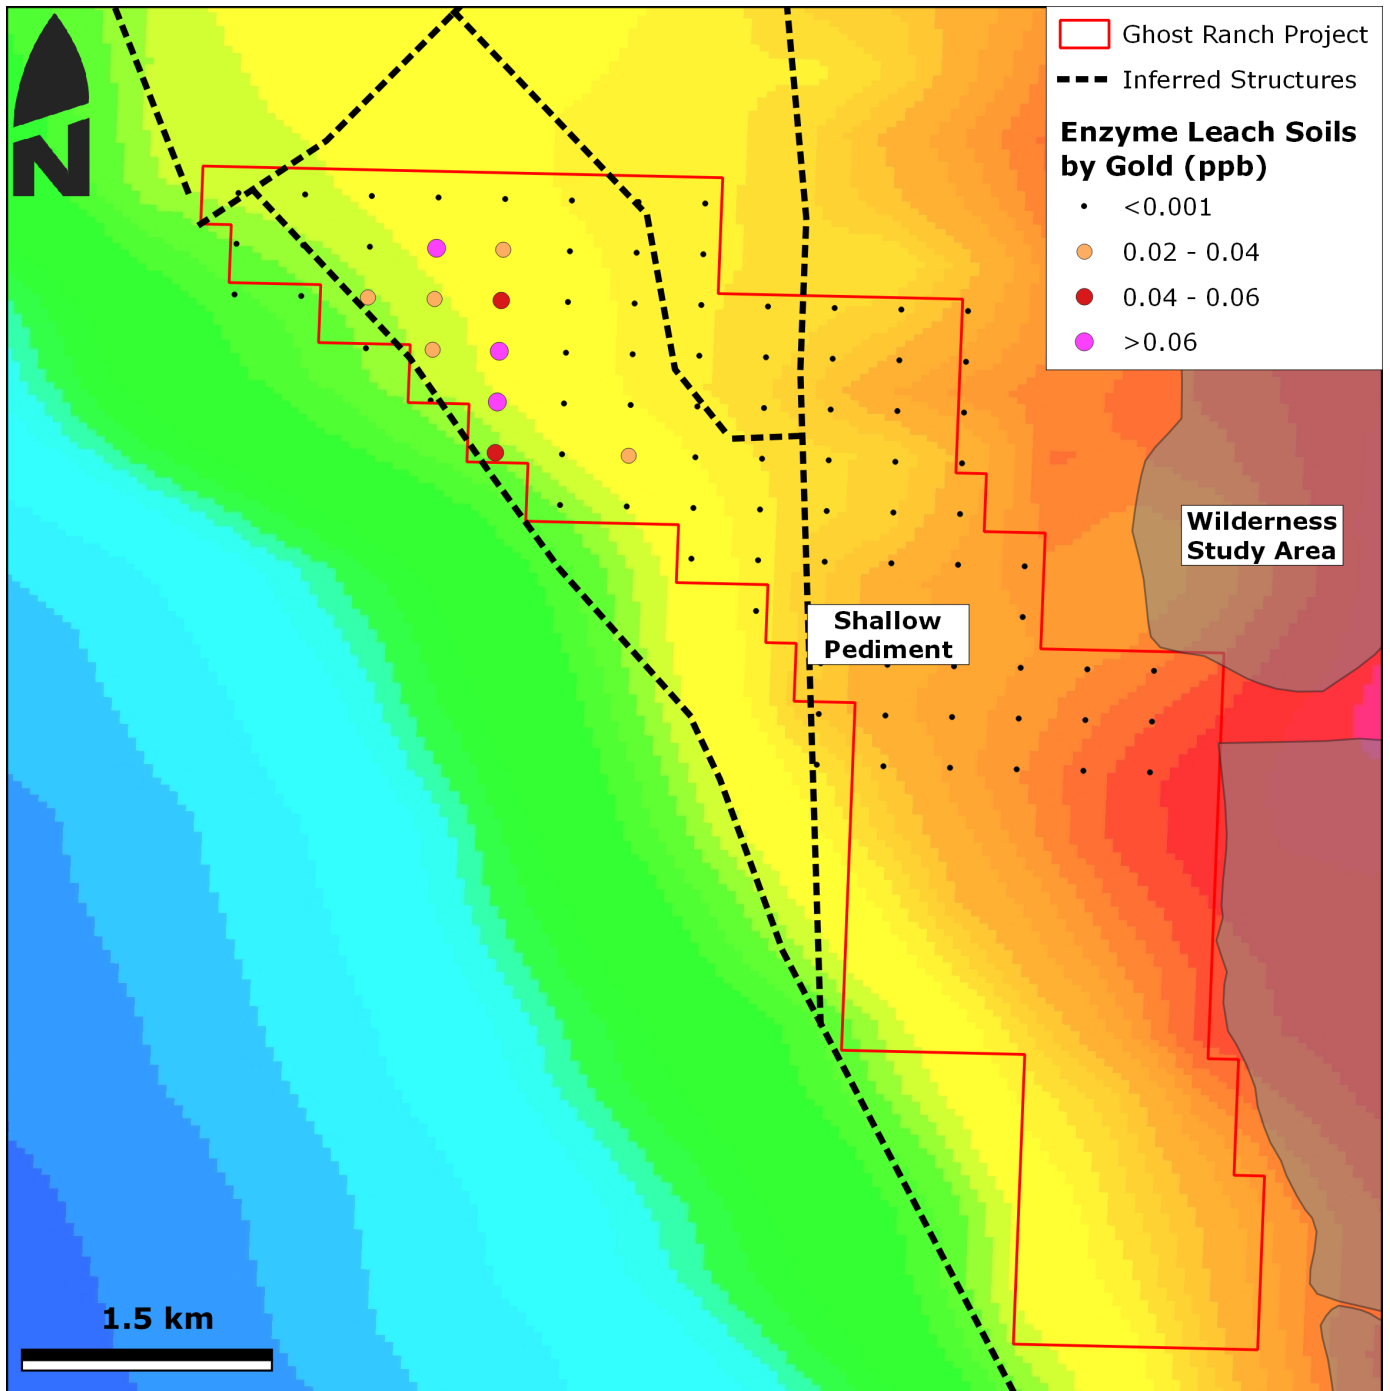 N
Ghost Ranch Project
Inferred Structures
Enzyme Leach Soils
by Gold (ppb)
<0.001
0.02 - 0.04
0.04 - 0.06
>0.06
Wilderness
Study Area
Shallow
Pediment
1.5 km